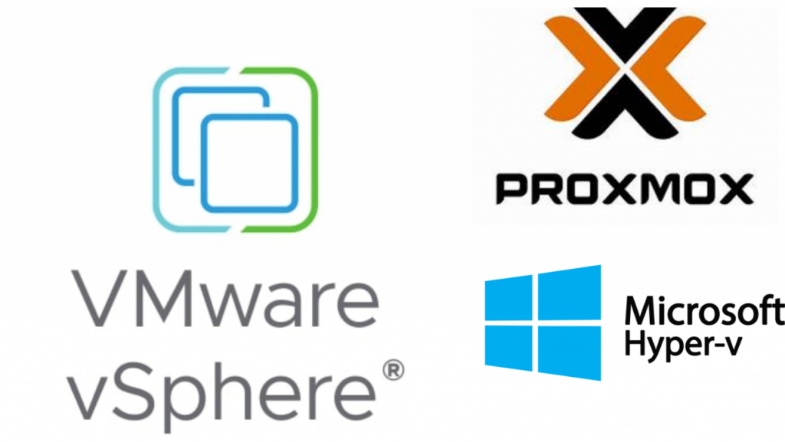 VMware
vSphere®
PROXMOX
Microsoft
Hyper-v